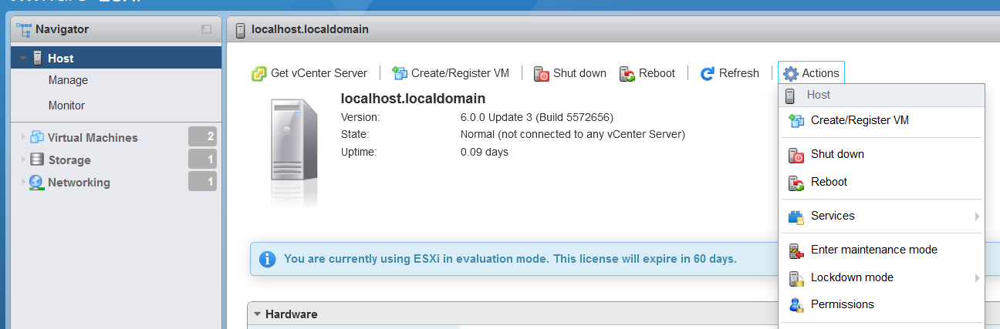 Navigator
localhost.localdomain
Host
Manage
Monitor
Virtual Machines 2
Storage 1
Networking 1
Get vCenter Server Create/Register VM Shut down Reboot Refresh Actions
localhost.localdomain
Version: 6.0.0 Update 3 (Build 5572656)
State: Normal (not connected to any vCenter Server)
Uptime: 0.09 days
You are currently using ESXi in evaluation mode. This license will expire in 60 days.
Hardware
Host
Create/Register VM
Shut down
Reboot
Services
Enter maintenance mode
Lockdown mode
Permissions